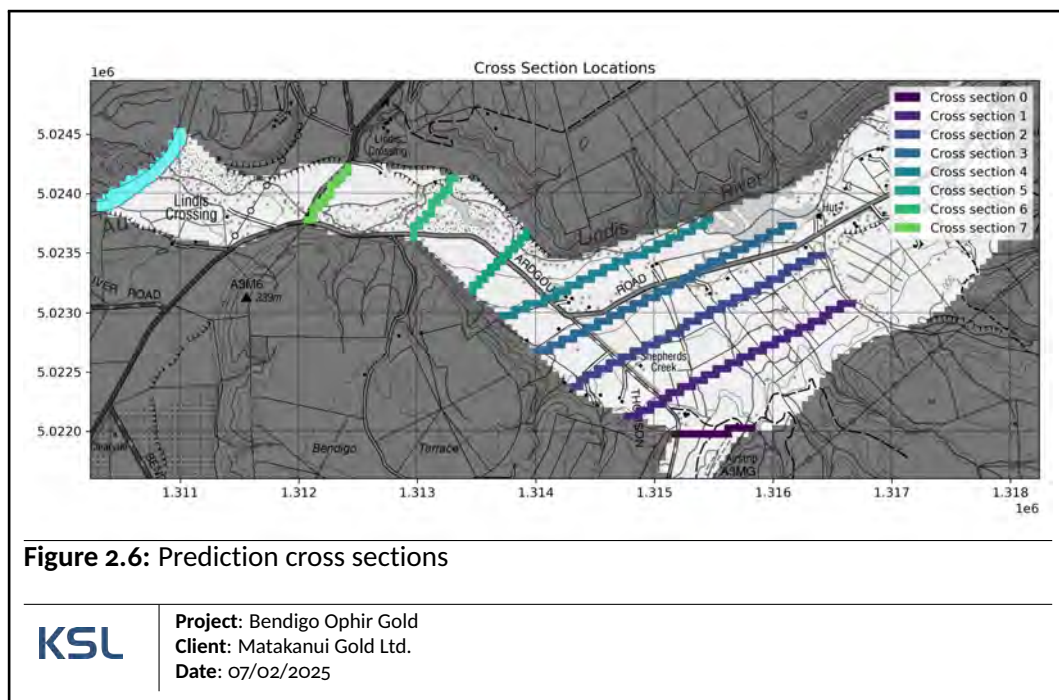 Cross Section Locations
1e6
5.0245
5.0240
5.0235
5.0230
5.0225
5.0220
1.311
1.312
1.313
1.314
1.315
1.316
1.317
1.318
1e6
Cross section 0
Cross section 1
Cross section 2
Cross section 3
Cross section 4
Cross section 5
Cross section 6
Cross section 7
Lindis
Crossing
Lindis
Crossing
Lindis
River
Hut
ROAD
A3M6
339m
ROAD
Shepherds
Creek
Bendigo
Terrace
Airstrip
A3MG
Figure 2.6: Prediction cross sections
KSL
Project: Bendigo Ophir Gold
Client: Matakanui Gold Ltd.
Date: 07/02/2025